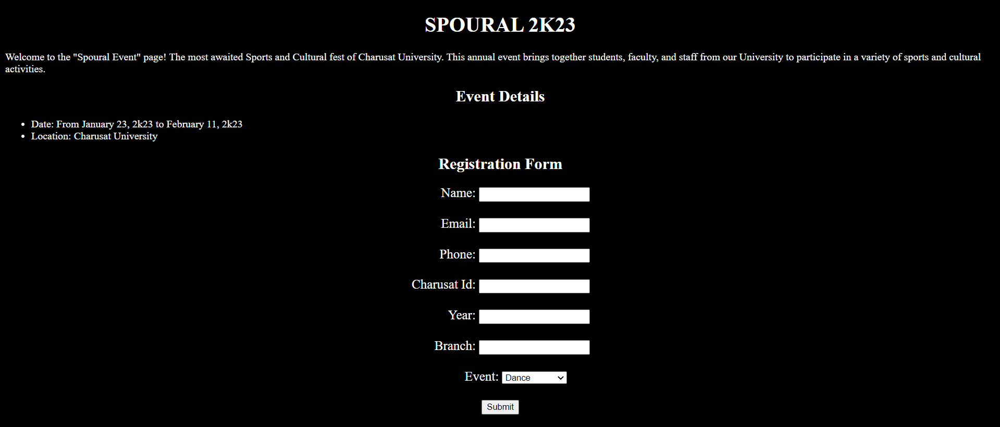 SPOURAL 2K23
Welcome to the "Spoural Event" page! The most awaited Sports and Cultural fest of Charusat University. This annual event brings together students, faculty, and staff from our University to participate in a variety of sports and cultural
activities.
Event Details
• Date: From January 23, 2k23 to February 11, 2k23
• Location: Charusat University
Registration Form
Name:
Email:
Phone:
Charusat Id:
Year:
Branch:
Event: Dance
Submit